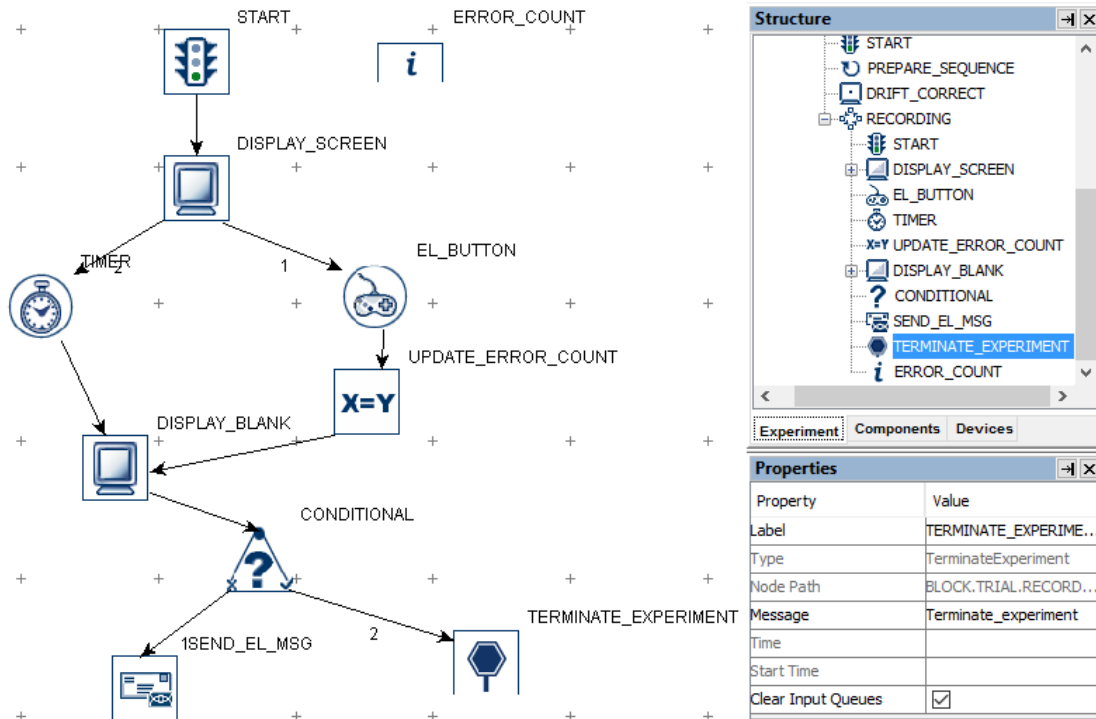 START
ERROR_COUNT
i
DISPLAY_SCREEN
TIMER
2
1
EL_BUTTON
UPDATE_ERROR_COUNT
X=Y
DISPLAY_BLANK
CONDITIONAL
?
x
1SEND_EL_MSG
2
TERMINATE_EXPERIMENT
Structure
START
PREPARE_SEQUENCE
DRIFT_CORRECT
RECORDING
START
DISPLAY_SCREEN
EL_BUTTON
TIMER
X=Y UPDATE_ERROR_COUNT
DISPLAY_BLANK
? CONDITIONAL
SEND_EL_MSG
TERMINATE_EXPERIMENT
i ERROR_COUNT
Experiment Components Devices
Properties
Property Value
Label TERMINATE_EXPERIME...
Type TerminateExperiment
Node Path BLOCK.TRIAL.RECORD...
Message Terminate_experiment
Time
Start Time
Clear Input Queues